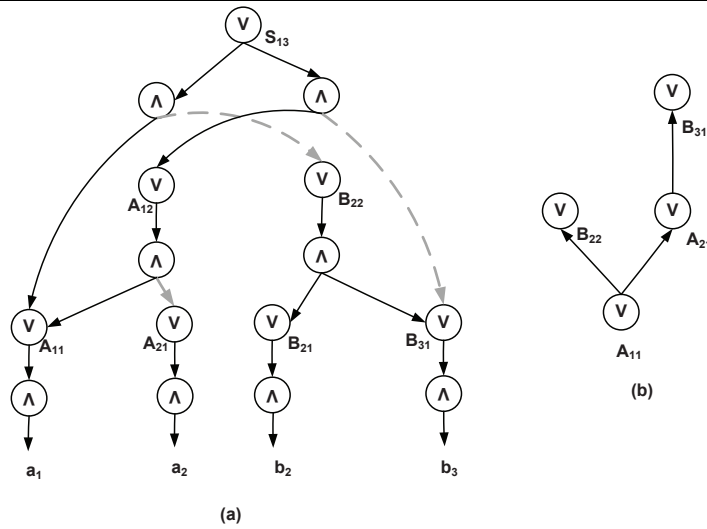 V
S₁₃
Λ Λ
V
B₃₁
V
A₁₂
V
B₂₂
V
B₂₂
V
A₂₁
Λ Λ
V
A₁₁
V
A₂₁
V
B₂₁
V
B₃₁
V
A₁₁
Λ Λ Λ Λ
(b)
a₁ a₂ b₂ b₃
(a)